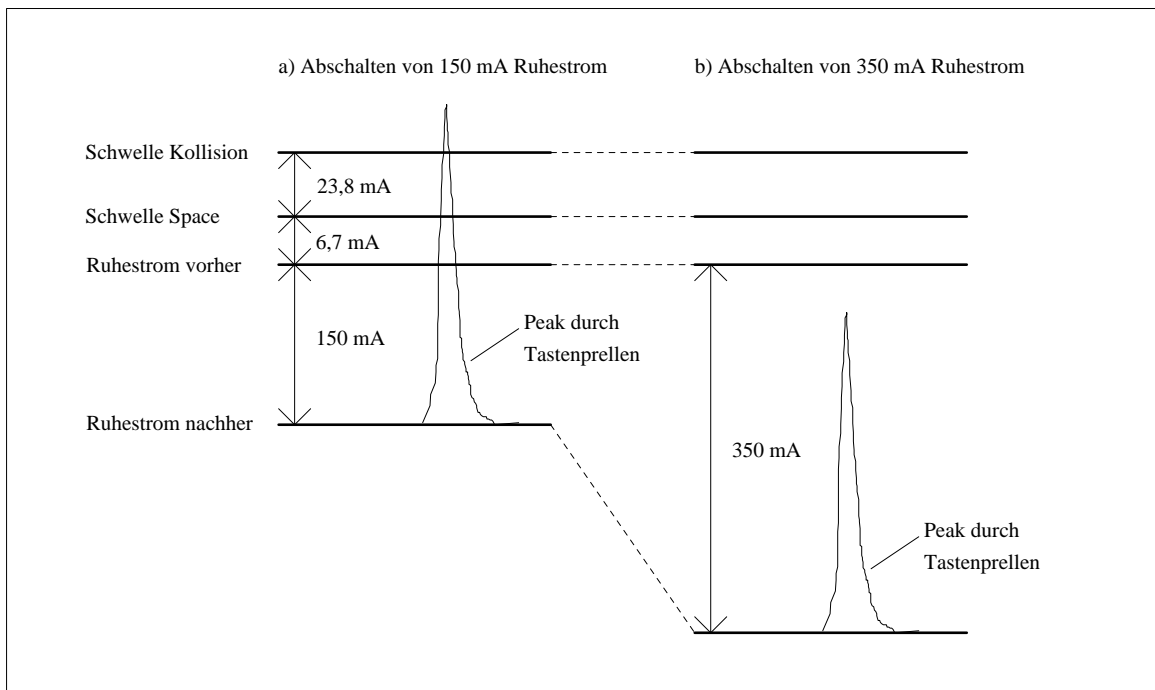 a) Abschalten von 150 mA Ruhestrom
b) Abschalten von 350 mA Ruhestrom
Schwelle Kollision
23,8 mA
Schwelle Space
6,7 mA
Ruhestrom vorher
150 mA
Peak durch
Tastenprellen
Ruhestrom nachher
350 mA
Peak durch
Tastenprellen